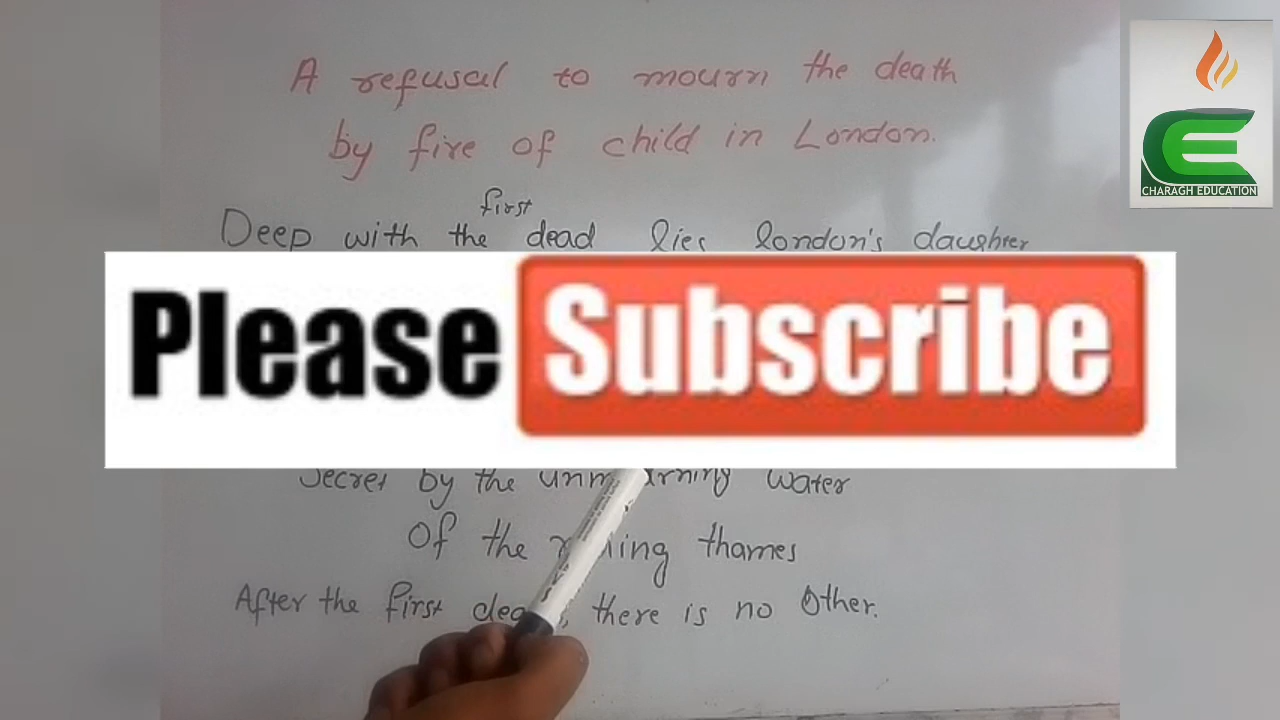 A refusal to mourn the death
by fire of child in London.
CHARAGH EDUCATION
first
Deep with the dead lies london's daughter
Please Subscribe
Secret by the water
Of the thames
After the first there is no Other.